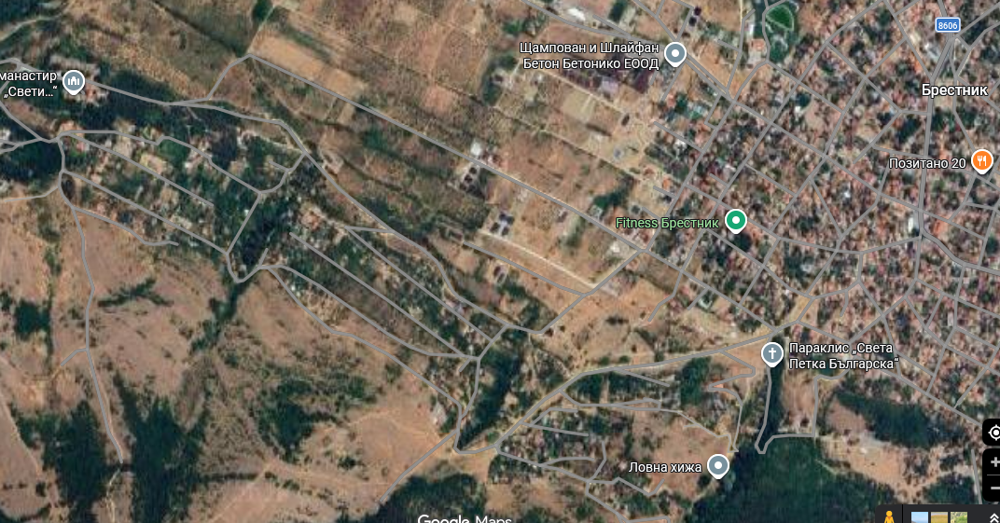 8606
Щампован и Шлайфан
Бетон Бетонико ЕООД
манастир
„Свети...“
Брестник
Позитано 20
Fitness Брестник
Параклис „Света
Петка Българска“
Ловна хижа
Google Maps